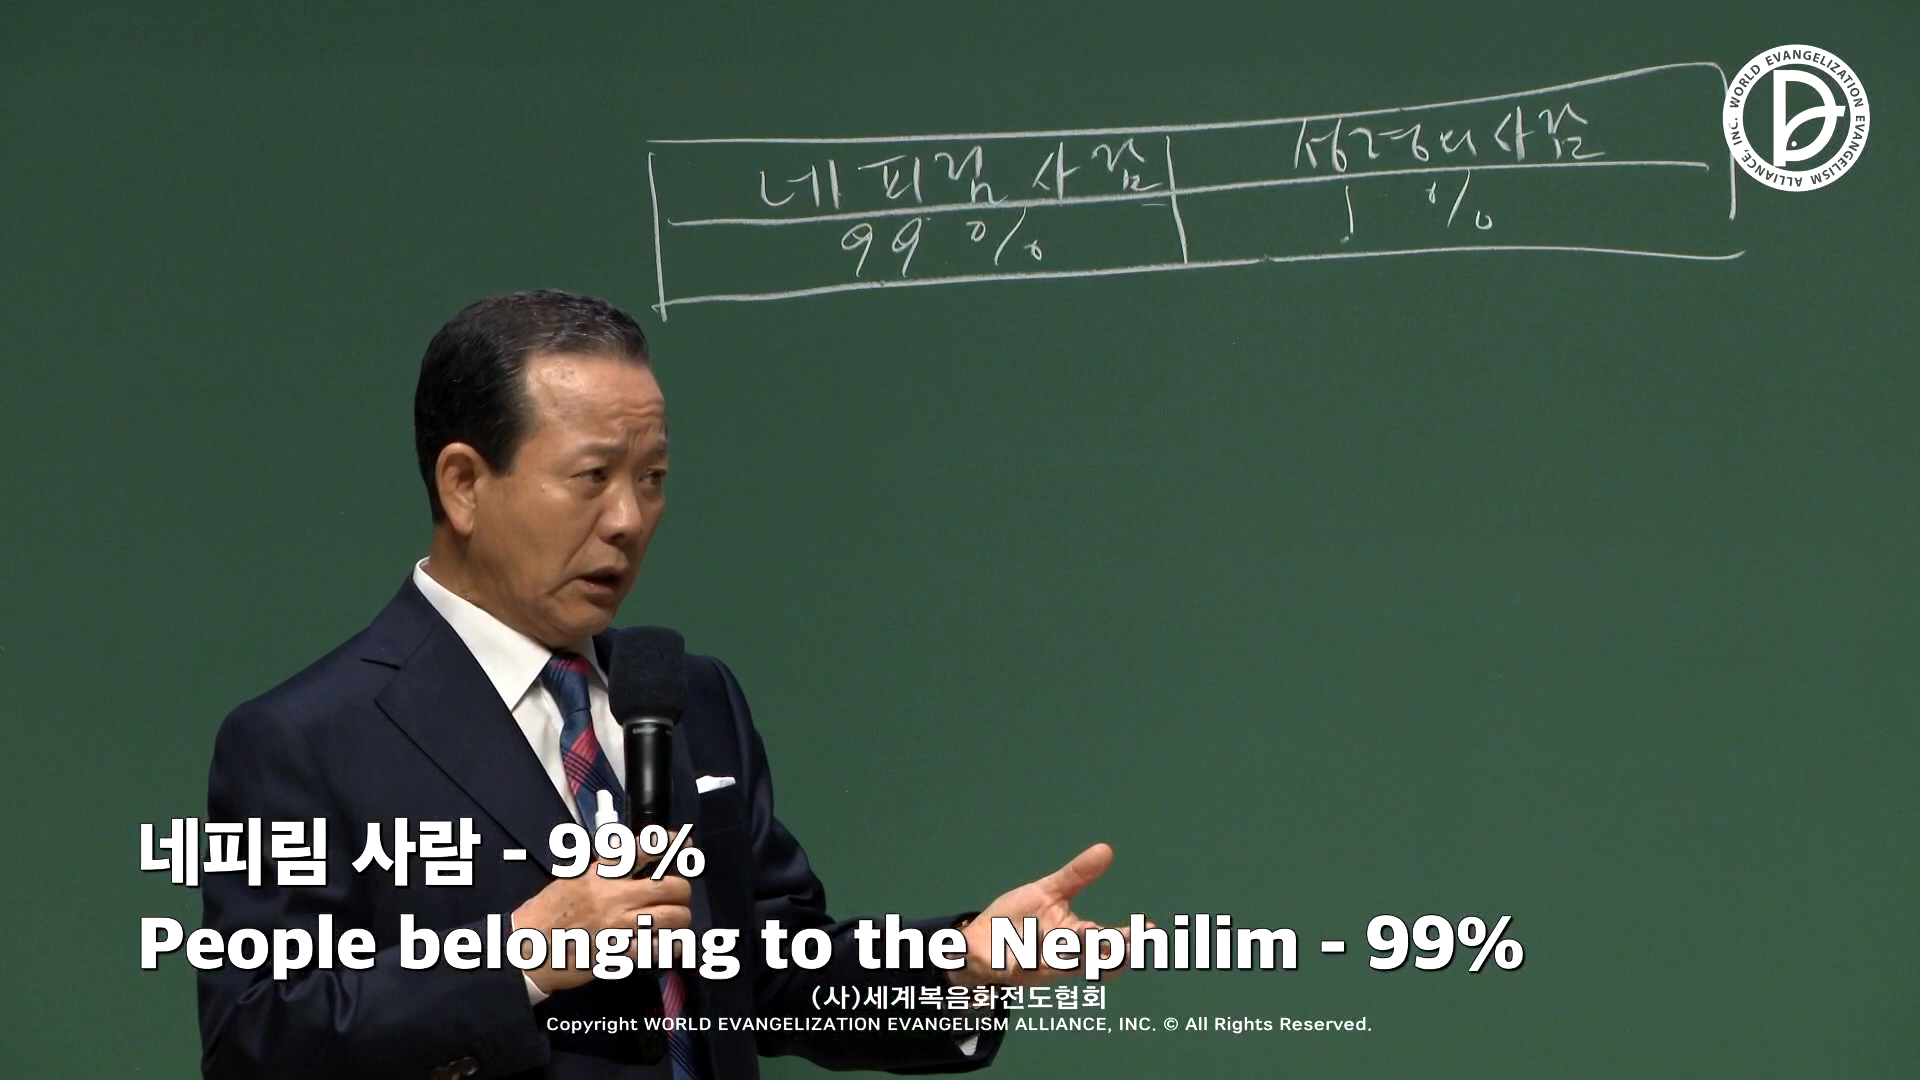 WORLD EVANGELIZATION EVANGELISM ALLIANCE, INC.
네피림 사람 성경의 사람
99% 1%
네피림 사람 - 99%
People belonging to the Nephilim - 99%
(사)세계복음화전도협회
Copyright WORLD EVANGELIZATION EVANGELISM ALLIANCE, INC. © All Rights Reserved.